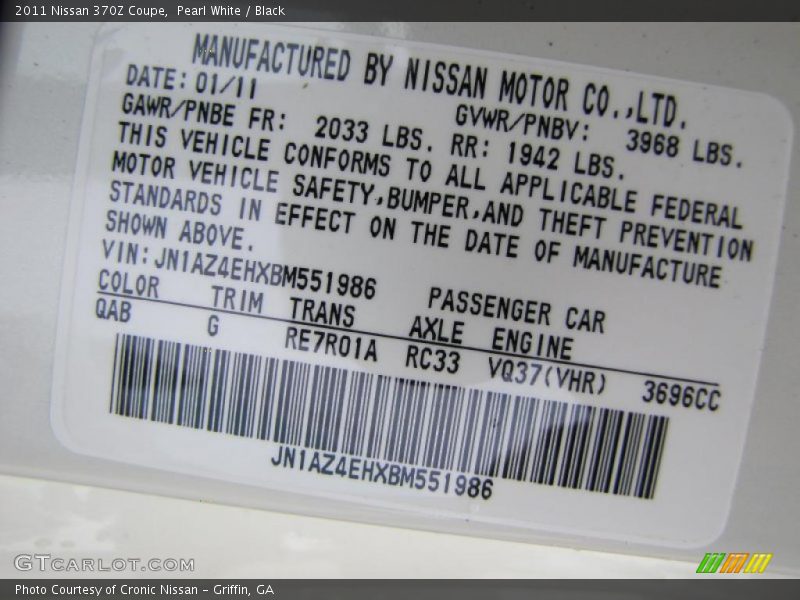 2011 Nissan 370Z Coupe,  Pearl White / Black
MANUFACTURED BY NISSAN MOTOR CO.,LTD.
DATE: 01/11 GVWR/PNBV: 3968 LBS.
GAWR/PNBE FR: 2033 LBS. RR: 1942 LBS.
THIS VEHICLE CONFORMS TO ALL APPLICABLE FEDERAL
MOTOR VEHICLE SAFETY,BUMPER,AND THEFT PREVENTION
STANDARDS IN EFFECT ON THE DATE OF MANUFACTURE
SHOWN ABOVE.
VIN: JN1AZ4EHXBM551986 PASSENGER CAR
COLOR TRIM TRANS AXLE ENGINE
QAB G RE7R01A RC33 VQ37(VHR) 3696CC
JN1AZ4EHXBM551986
GTCARLOT.COM
Photo Courtesy of Cronic Nissan - Griffin, GA